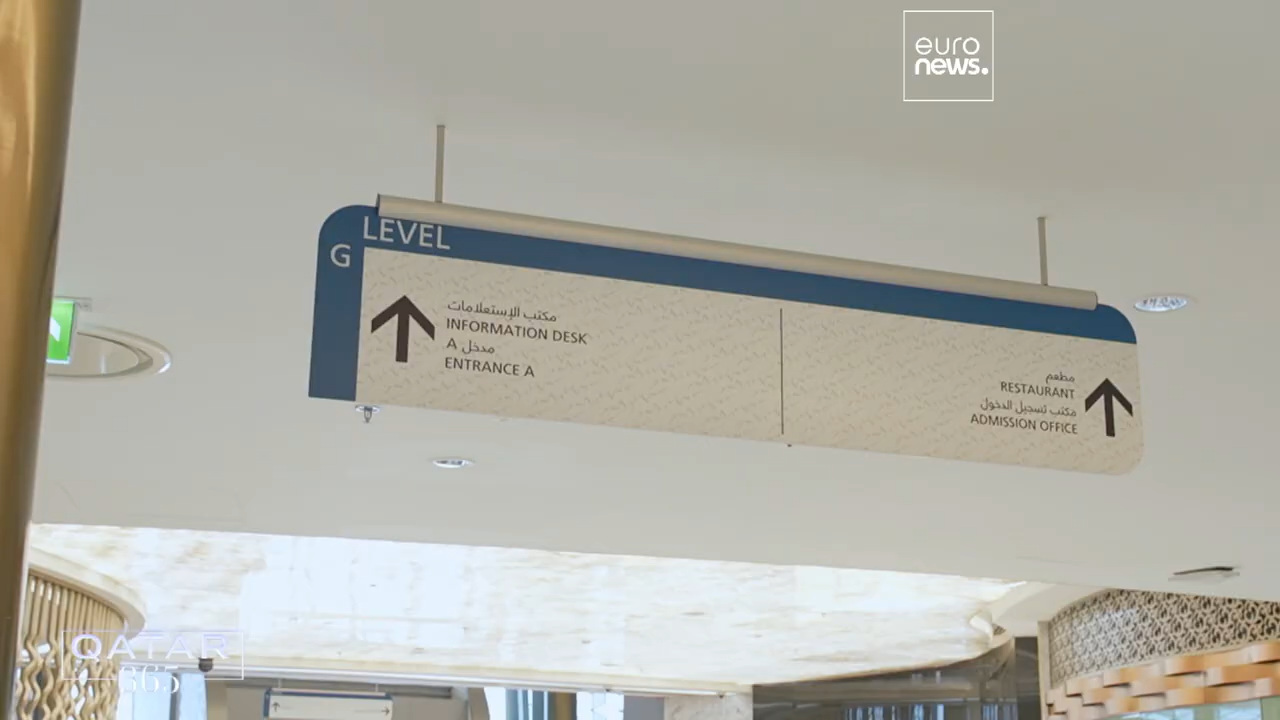 euro
news.
LEVEL
G
مكتب الإستعلامات
INFORMATION DESK
مدخل A
ENTRANCE A
مطعم
RESTAURANT
مكتب تسجيل الدخول
ADMISSION OFFICE
QATAR
365